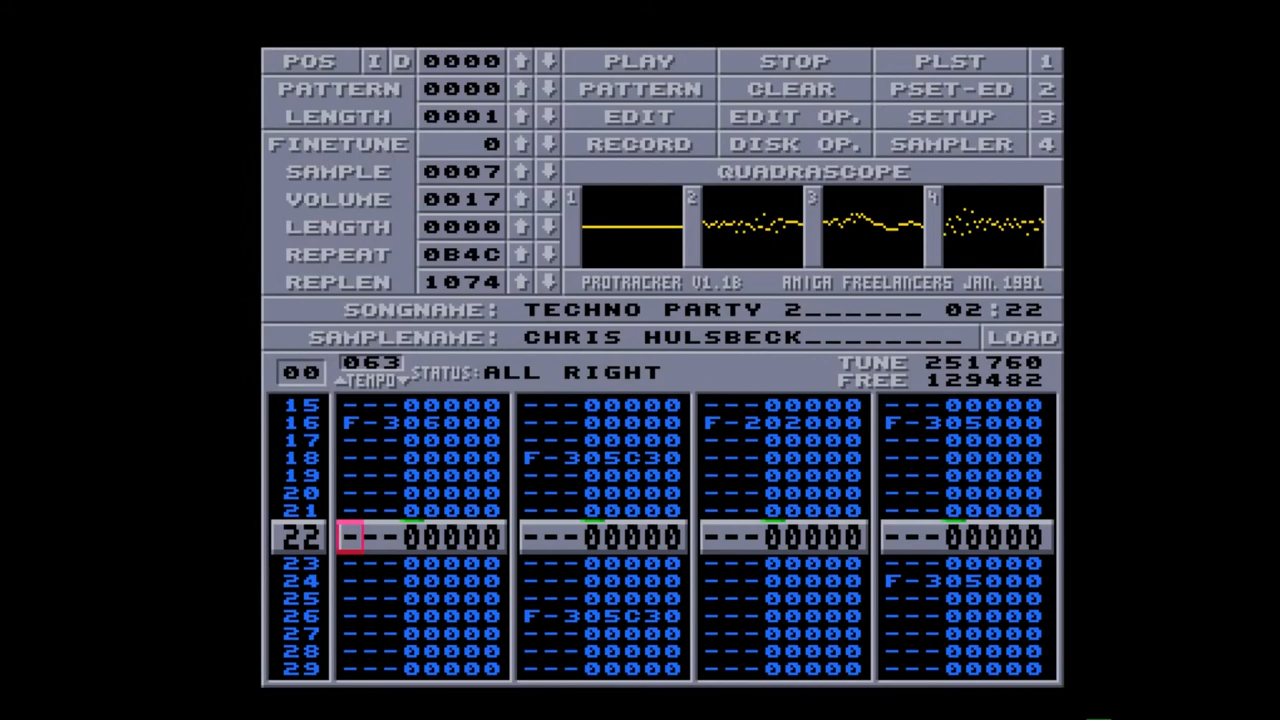 POS I D 0000 PLAY STOP PLST 1
PATTERN 0000 PATTERN CLEAR PSET-ED 2
LENGTH 0001 EDIT EDIT OP. SETUP 3
FINETUNE 0 RECORD DISK OP. SAMPLER 4
SAMPLE 0007 QUADRASCOPE
VOLUME 0017 1 2 3 4
LENGTH 0000
REPEAT 0B4C
REPLEN 1074 PROTRACKER V1.1B AMIGA FREELANCERS JAN.1991
SONGNAME: TECHNO PARTY 2______ 02:22
SAMPLENAME: CHRIS HULSBECK________ LOAD
00 063 TEMPO STATUS:ALL RIGHT TUNE 251760
FREE 129482
15 ---00000 ---00000 ---00000 ---00000
16 F-306000 ---00000 F-202000 F-305000
17 ---00000 ---00000 ---00000 ---00000
18 ---00000 F-305C30 ---00000 ---00000
19 ---00000 ---00000 ---00000 ---00000
20 ---00000 ---00000 ---00000 ---00000
21 ---00000 ---00000 ---00000 ---00000
22 ---00000 ---00000 ---00000 ---00000
23 ---00000 ---00000 ---00000 ---00000
24 ---00000 ---00000 ---00000 F-305000
25 ---00000 ---00000 ---00000 ---00000
26 ---00000 F-305C30 ---00000 ---00000
27 ---00000 ---00000 ---00000 ---00000
28 ---00000 ---00000 ---00000 ---00000
29 ---00000 ---00000 ---00000 ---00000